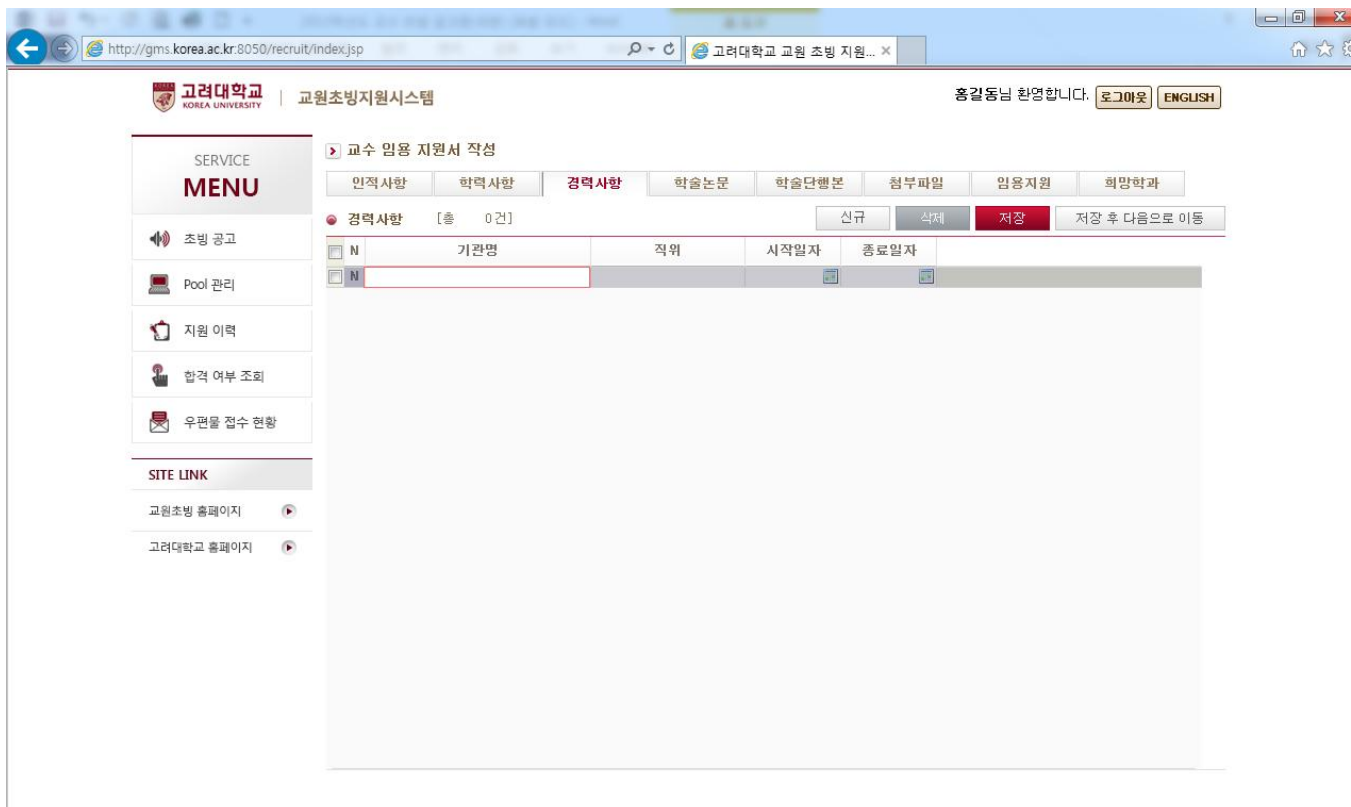 http://gms.korea.ac.kr:8050/recruit/index.jsp
고려대학교 교원 초빙 지원...
고려대학교
KOREA UNIVERSITY
교원초빙지원시스템
홍길동님 환영합니다.
로그아웃
ENGLISH
SERVICE
MENU
초빙 공고
Pool 관리
지원 이력
합격 여부 조회
우편물 접수 현황
SITE LINK
교원초빙 홈페이지
고려대학교 홈페이지
교수 임용 지원서 작성
인적사항 학력사항 경력사항 학술논문 학술단행본 첨부파일 임용지원 희망학과
경력사항 [총 0건] 신규 삭제 저장 저장 후 다음으로 이동
N 기관명 직위 시작일자 종료일자
N